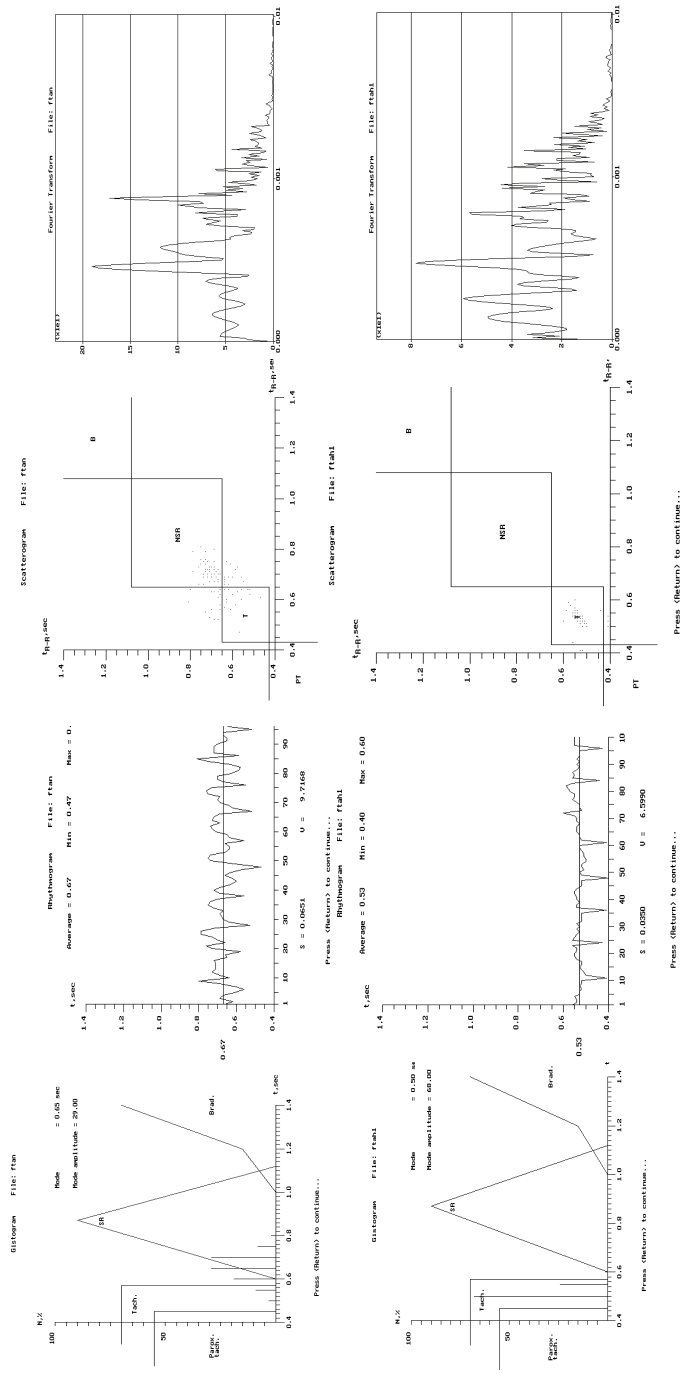 Gistogram File: ftan
N,%
100
Mode = 0.65 sec
Mode amplitude = 29.00
SR
50
Tach.
Parox.
tach.
Brad.
0.4 0.6 0.8 1.0 1.2 1.4
t,sec
Press <Return> to continue...
Rhythmogram File: ftan
t,sec
Average = 0.67 Min = 0.47 Max = 0.
1.4
1.2
1.0
0.8
0.67
0.6
0.4
1 10 20 30 40 50 60 70 80 90
S = 0.0651 V = 9.7168
Press <Return> to continue...
Scatterogram File: ftan
tR-R,sec
1.4
1.2
1.0
0.8
0.6
0.4
B
NSR
T
PT
0.4 0.6 0.8 1.0 1.2 1.4
tR-R,sec
Fourier Transform File: ftan
(x1e1)
20
15
10
5
0
0.000 0.001 0.01
Gistogram File: ftah1
N,%
100
Mode = 0.50 se
Mode amplitude = 68.00
SR
50
Tach.
Parox.
tach.
Brad.
0.4 0.6 0.8 1.0 1.2 1.4
t
Press <Return> to continue...
Rhythmogram File: ftah1
t,sec
Average = 0.53 Min = 0.40 Max = 0.60
1.4
1.2
1.0
0.8
0.6
0.53
0.4
1 10 20 30 40 50 60 70 80 90 10
S = 0.0350 V = 6.5990
Press <Return> to continue...
Scatterogram File: ftah1
tR-R,sec
1.4
1.2
1.0
0.8
0.6
0.4
B
NSR
PT
0.4 0.6 0.8 1.0 1.2 1.4
tR-R,
Press <Return> to continue...
Fourier Transform File: ftah1
(x1e1)
8
6
4
2
0
0.000 0.001 0.01